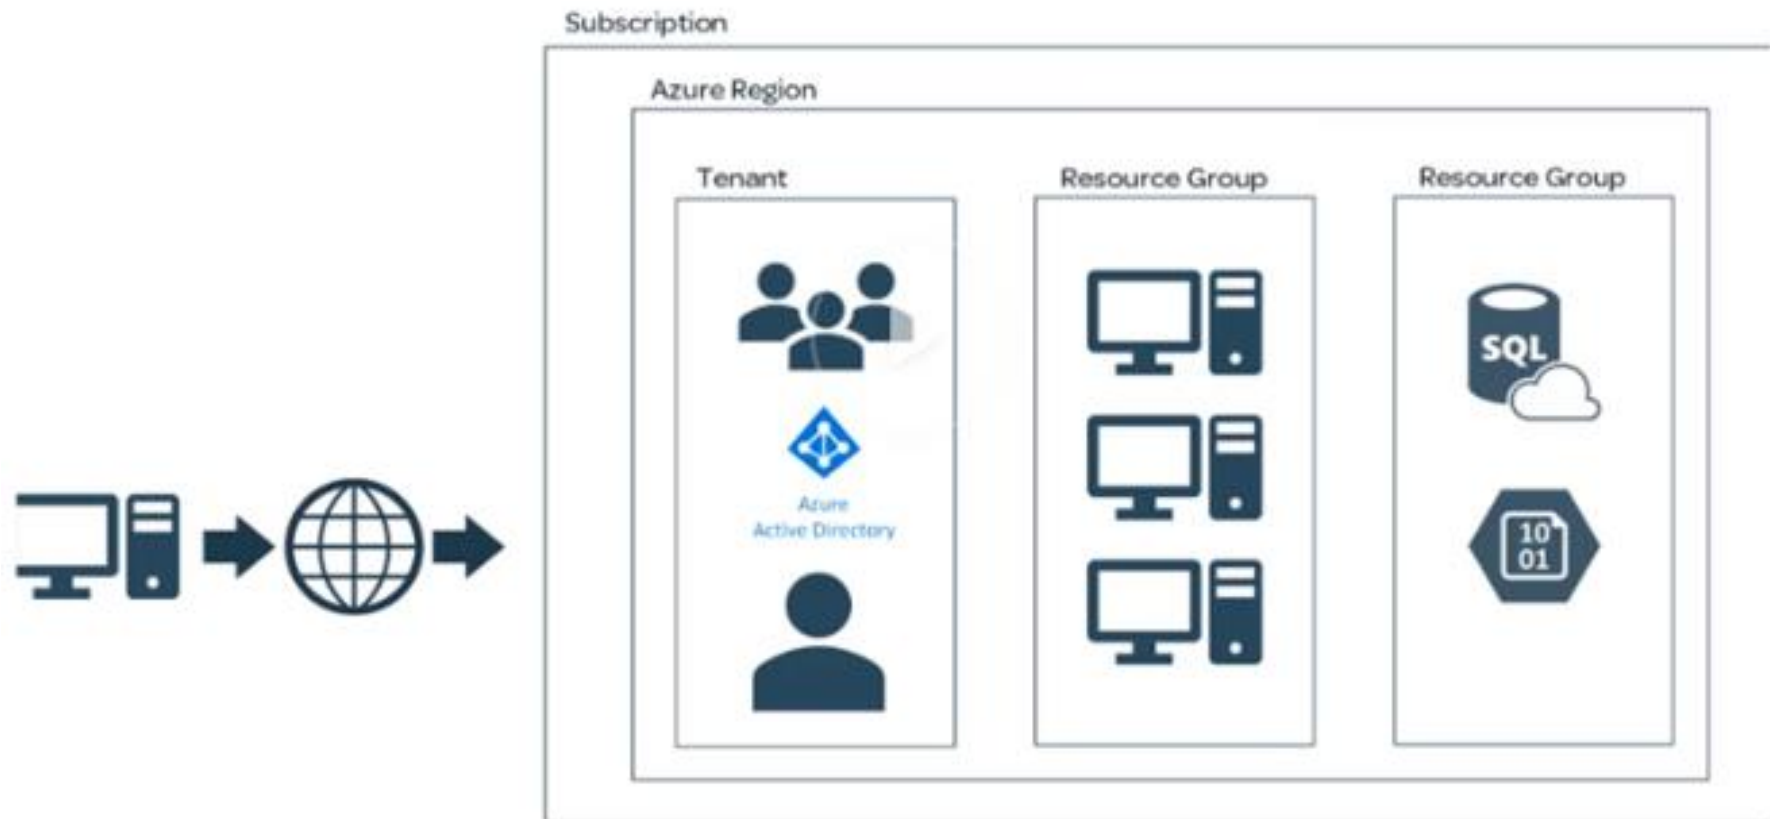 Subscription
Azure Region
Tenant
Resource Group
Resource Group
Azure
Active Directory
SQL
10
01